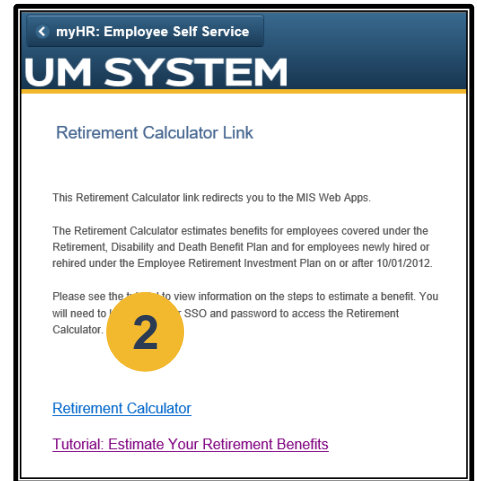 myHR: Employee Self Service
UM SYSTEM
Retirement Calculator Link
This Retirement Calculator link redirects you to the MIS Web Apps.
The Retirement Calculator estimates benefits for employees covered under the
Retirement, Disability and Death Benefit Plan and for employees newly hired or
rehired under the Employee Retirement Investment Plan on or after 10/01/2012.
Please see the to view information on the steps to estimate a benefit. You
will need to SSO and password to access the Retirement
Calculator.
2
Retirement Calculator
Tutorial: Estimate Your Retirement Benefits